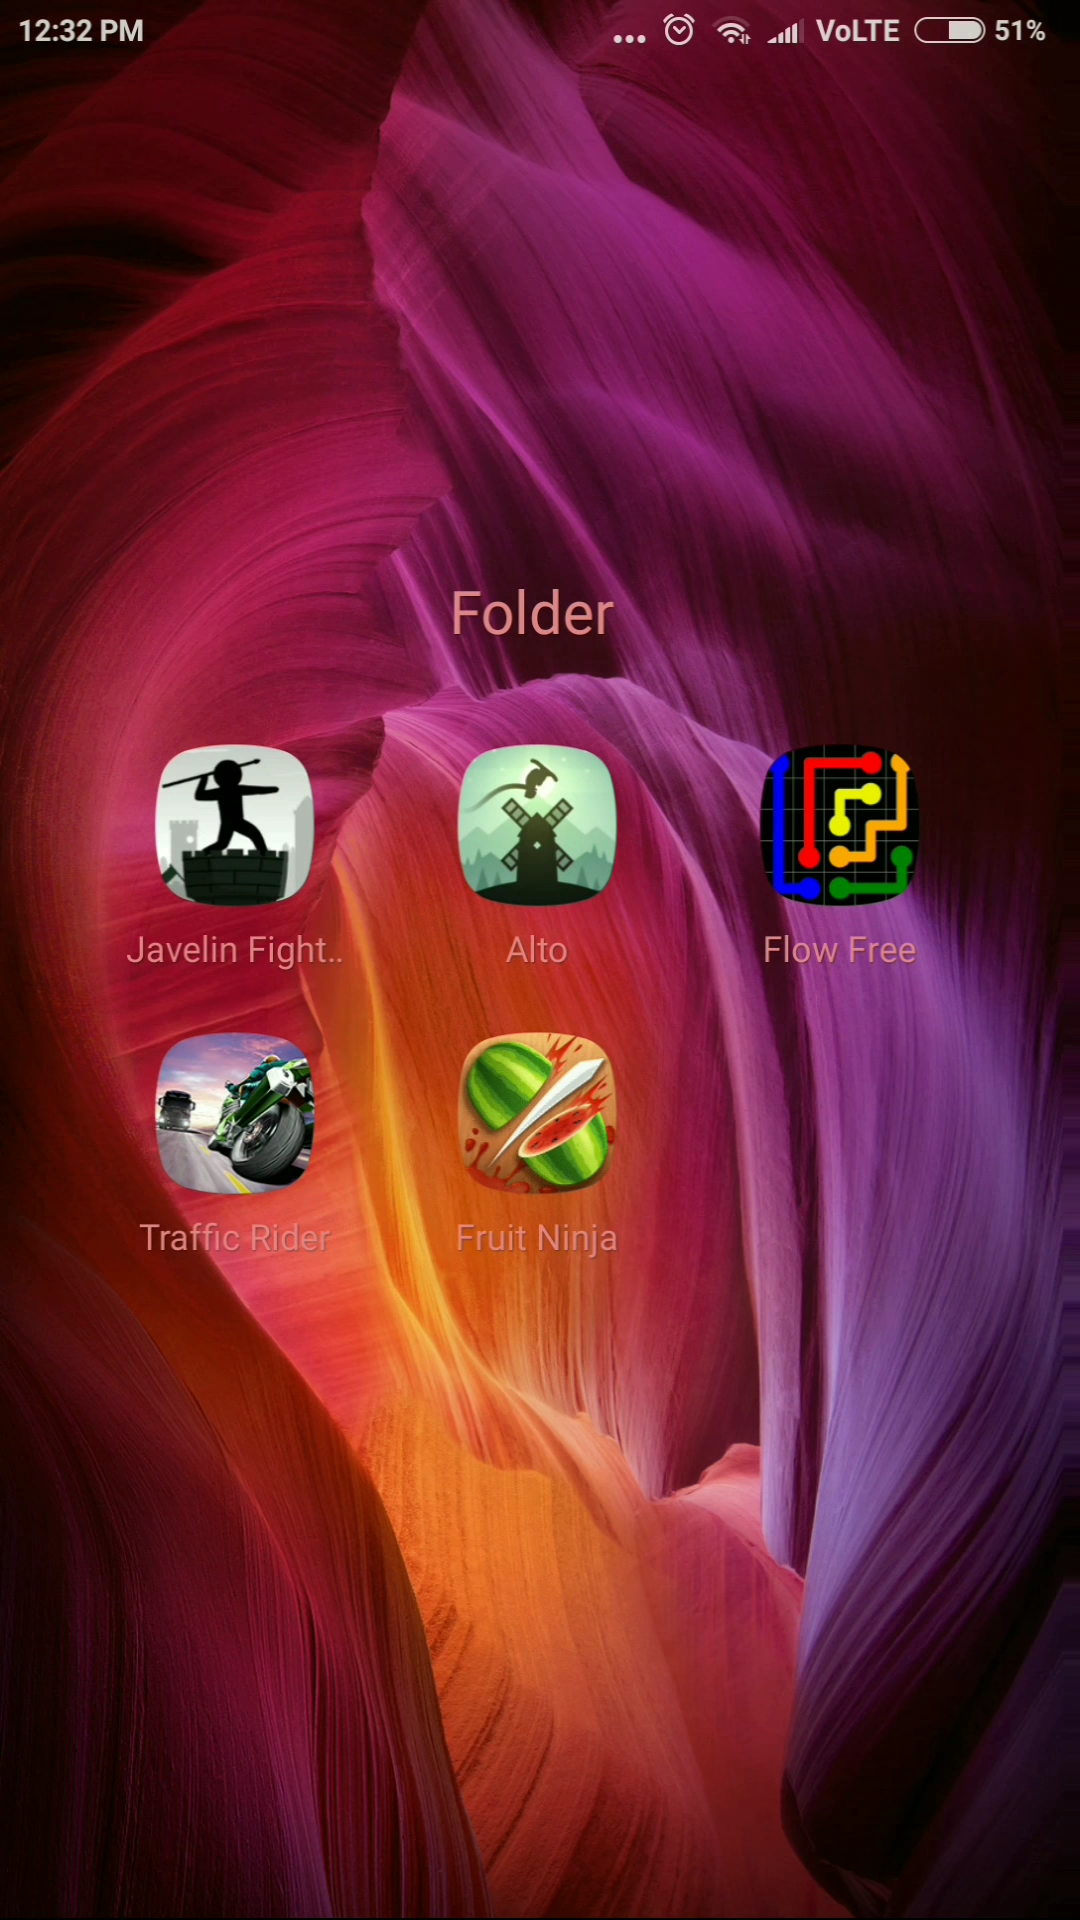 12:32 PM ... VoLTE 51%
Folder
Javelin Fight.. Alto Flow Free
Traffic Rider Fruit Ninja